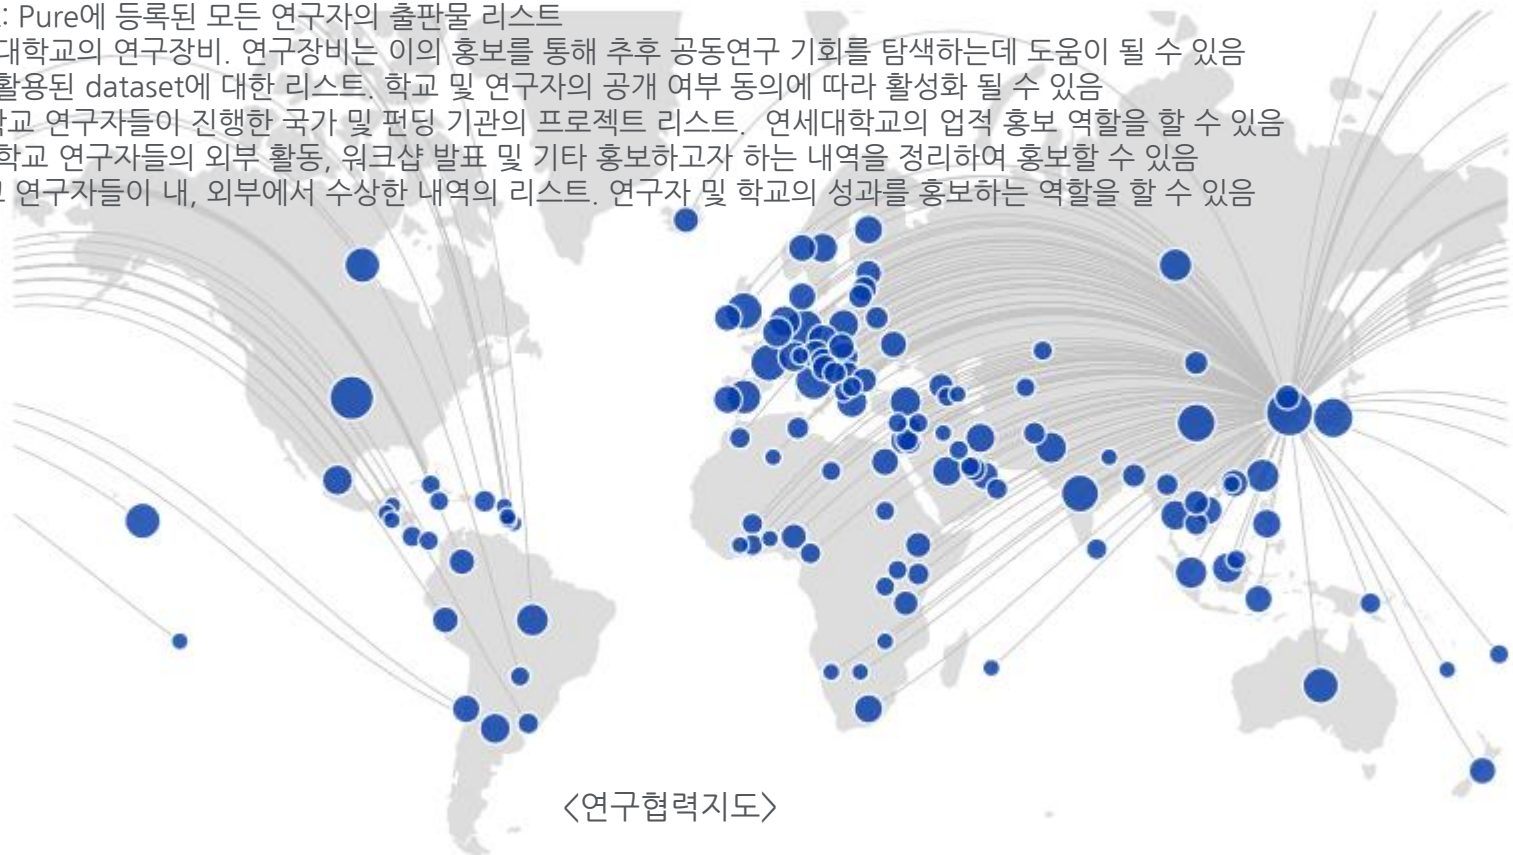 : Pure에 등록된 모든 연구자의 출판물 리스트
대학교의 연구장비. 연구장비는 이의 홍보를 통해 추후 공동연구 기회를 탐색하는데 도움이 될 수 있음
활용된 dataset에 대한 리스트. 학교 및 연구자의 공개 여부 동의에 따라 활성화 될 수 있음
학교 연구자들이 진행한 국가 및 펀딩 기관의 프로젝트 리스트. 연세대학교의 업적 홍보 역할을 할 수 있음
학교 연구자들의 외부 활동, 워크샵 발표 및 기타 홍보하고자 하는 내역을 정리하여 홍보할 수 있음
연구자들이 내, 외부에서 수상한 내역의 리스트. 연구자 및 학교의 성과를 홍보하는 역할을 할 수 있음
<연구협력지도>